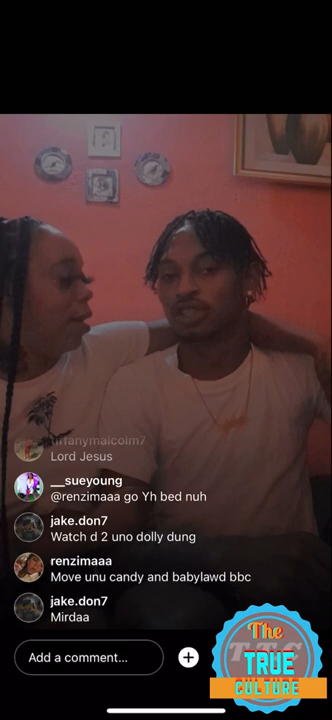 tiffanymalcolm7
Lord Jesus
__sueyoung
@renzimaaa go Yh bed nuh
jake.don7
Watch d 2 uno dolly dung
renzimaaa
Move unu candy and babylawd bbc
jake.don7
Mirdaa
Add a comment...
The
TRUE
CULTURE